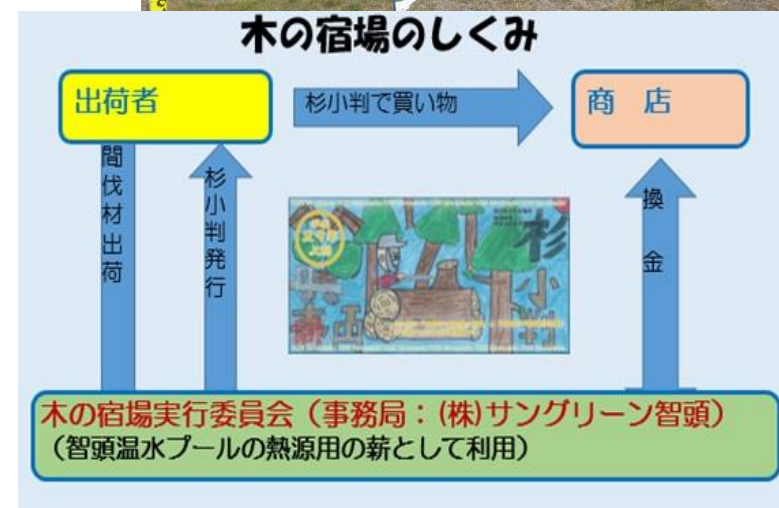 木の宿場のしくみ
出荷者
杉小判で買い物
商 店
間伐材出荷
杉小判発行
換 金
杉小判
木の宿場実行委員会（事務局：(株)サングリーン智頭）
（智頭温水プールの熱源用の薪として利用）